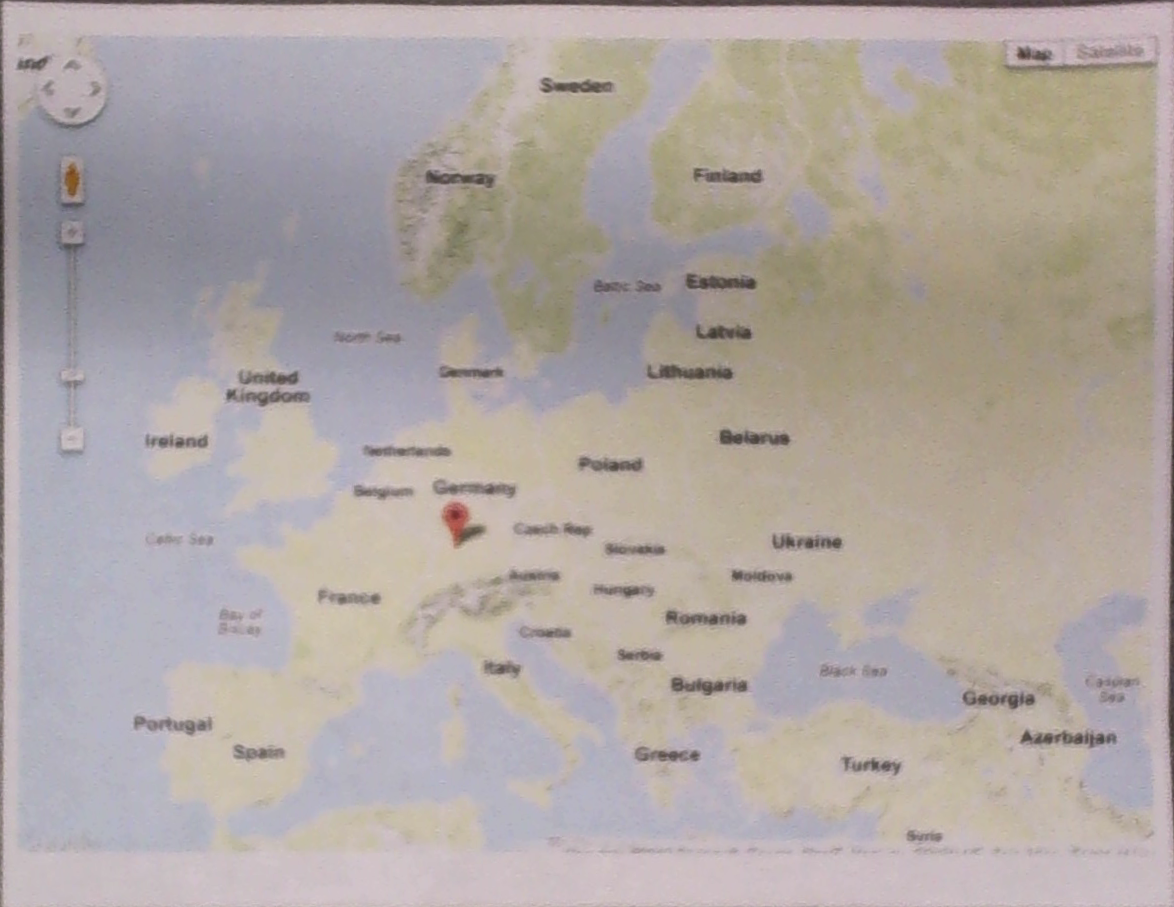 Map Satellite
Sweden
Norway
Finland
Baltic Sea
Estonia
North Sea
Latvia
Denmark
Lithuania
United
Kingdom
Ireland
Belarus
Netherlands
Poland
Belgium
Germany
Czech Rep
Celtic Sea
Ukraine
Slovakia
Austria
Moldova
Hungary
France
Bay of
Biscay
Romania
Croatia
Serbia
Italy
Black Sea
Bulgaria
Caspian
Sea
Georgia
Portugal
Azerbaijan
Spain
Greece
Turkey
Syria